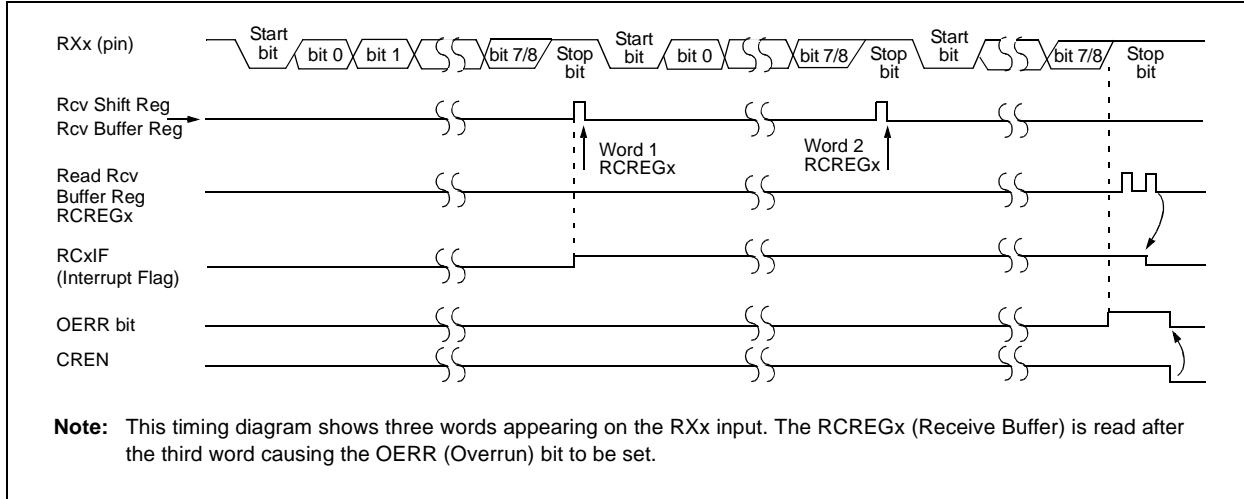 RXx (pin)
Start
bit
bit 0
bit 1
bit 7/8
Stop
bit
Start
bit
bit 0
bit 7/8
Stop
bit
Start
bit
bit 7/8
Stop
bit
Rcv Shift Reg
Rcv Buffer Reg
Word 1
RCREGx
Word 2
RCREGx
Read Rcv
Buffer Reg
RCREGx
RCxIF
(Interrupt Flag)
OERR bit
CREN
Note: This timing diagram shows three words appearing on the RXx input. The RCREGx (Receive Buffer) is read after
the third word causing the OERR (Overrun) bit to be set.